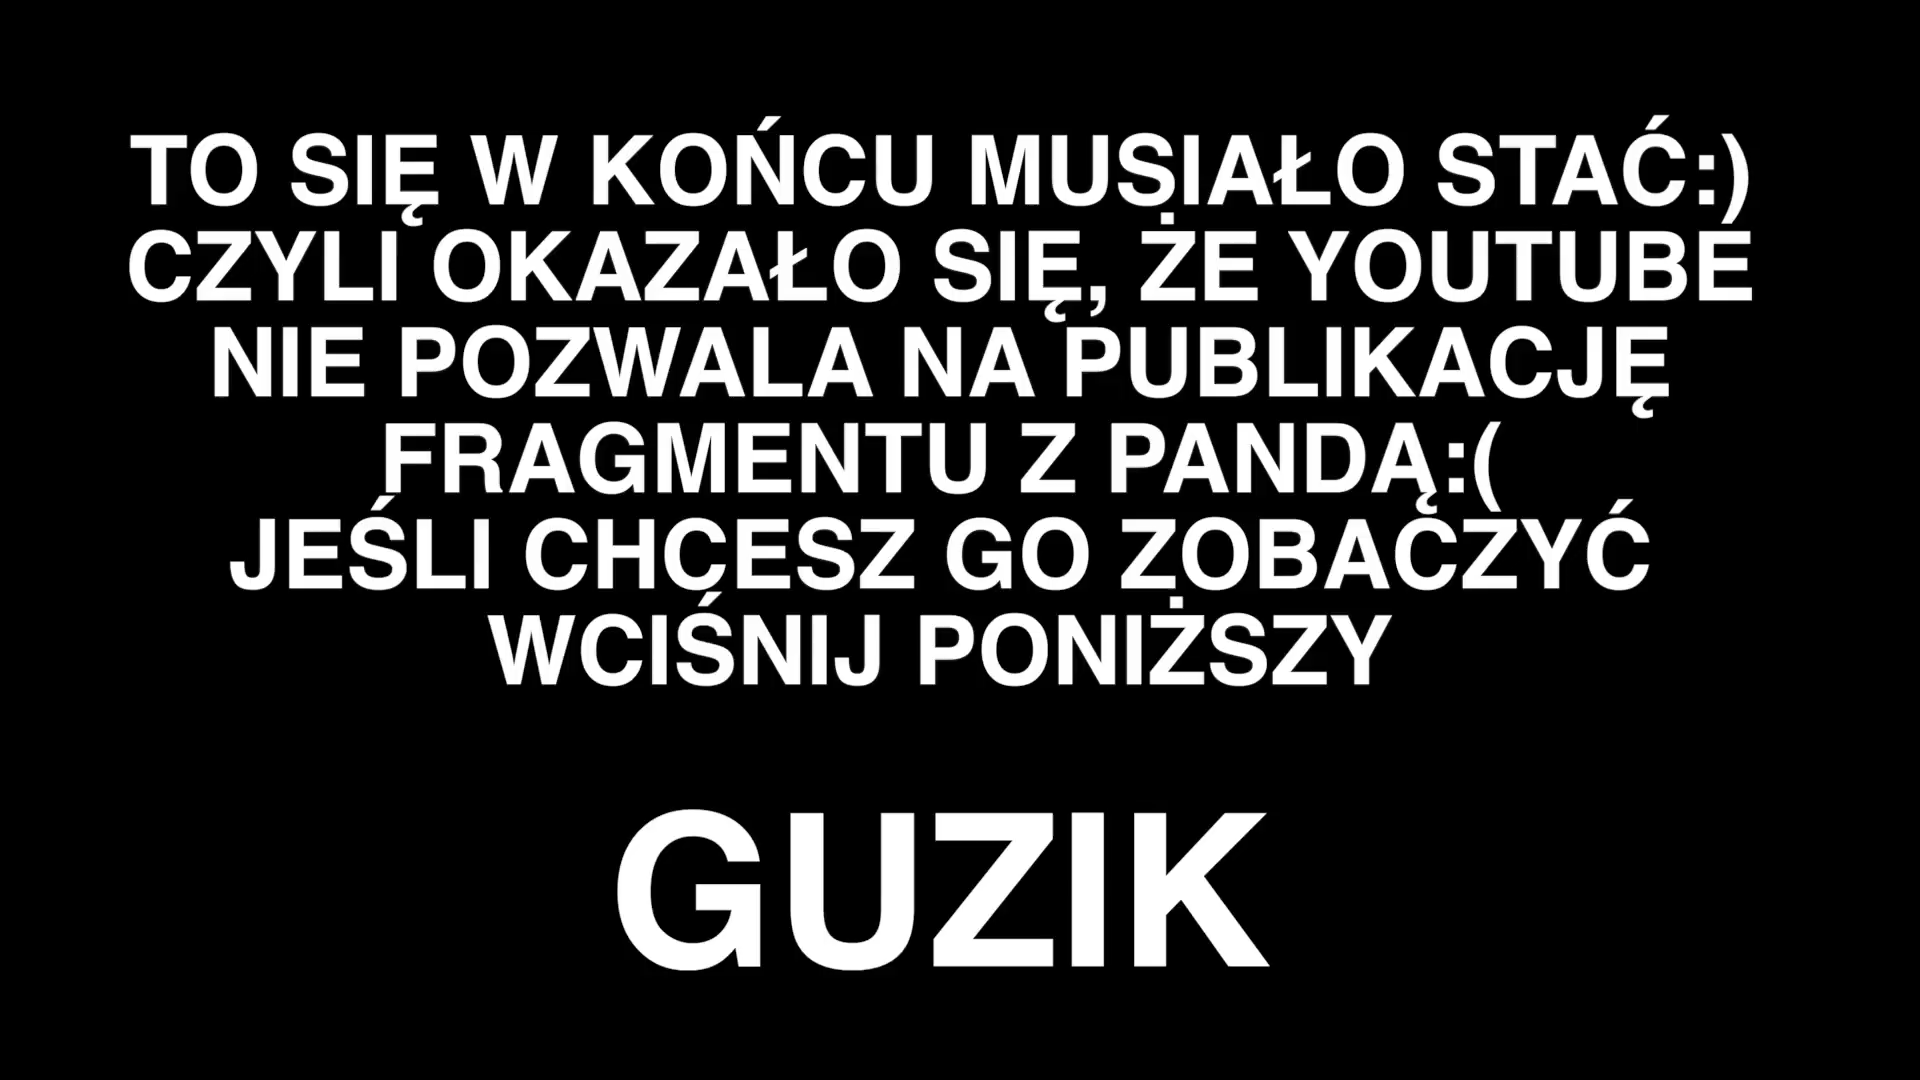 TO SIĘ W KOŃCU MUSIAŁO STAĆ:)
CZYLI OKAZAŁO SIĘ, ŻE YOUTUBE
NIE POZWALA NA PUBLIKACJĘ
FRAGMENTU Z PANDĄ:(
JEŚLI CHCESZ GO ZOBACZYĆ
WCIŚNIJ PONIŻSZY
GUZIK